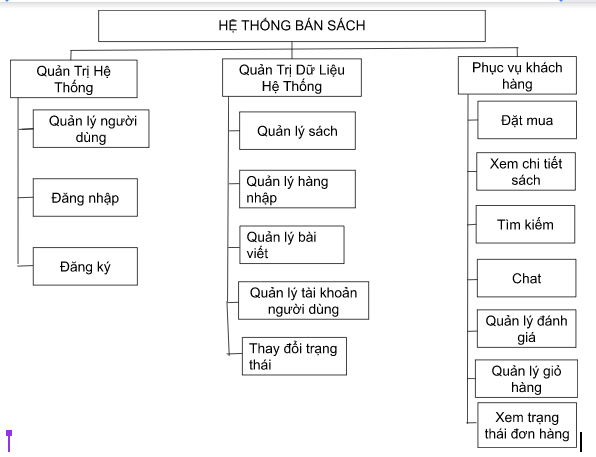 HỆ THỐNG BÁN SÁCH
Quản Trị Hệ
Thống
Quản lý người
dùng
Đăng nhập
Đăng ký
Quản Trị Dữ Liệu
Hệ Thống
Quản lý sách
Quản lý hàng
nhập
Quản lý bài
viết
Quản lý tài khoản
người dùng
Thay đổi trạng
thái
Phục vụ khách
hàng
Đặt mua
Xem chi tiết
sách
Tìm kiếm
Chat
Quản lý đánh
giá
Quản lý giỏ
hàng
Xem trạng
thái đơn hàng